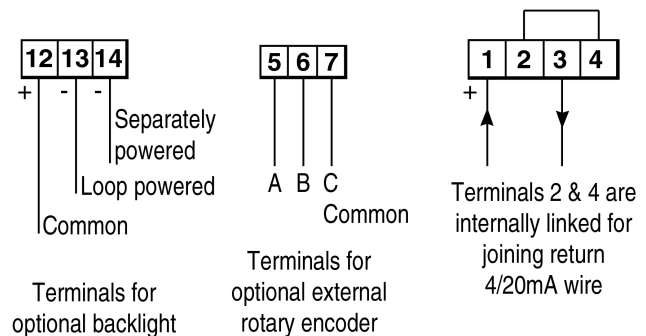 12 13 14
+ - -
Separately
powered
Loop powered
Common
Terminals for
optional backlight
5 6 7
A B C
Common
Terminals for
optional external
rotary encoder
1 2 3 4
+
Terminals 2 & 4 are
internally linked for
joining return
4/20mA wire